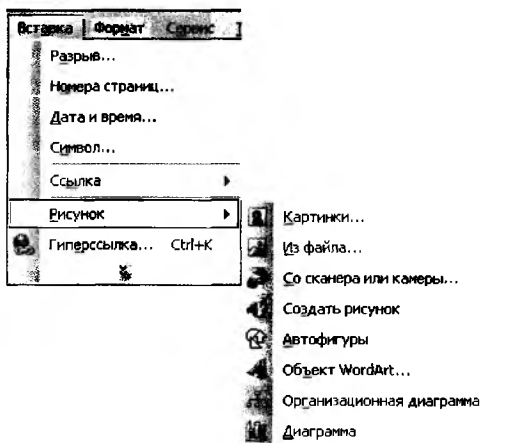 Вставка Формат Сервис
Разрыв...
Номера страниц...
Дата и время...
Символ...
Ссылка
Рисунок
Гиперссылка... Ctrl+K
Картинки...
Из файла...
Со сканера или камеры...
Создать рисунок
Автофигуры
Объект WordArt...
Организационная диаграмма
Диаграмма